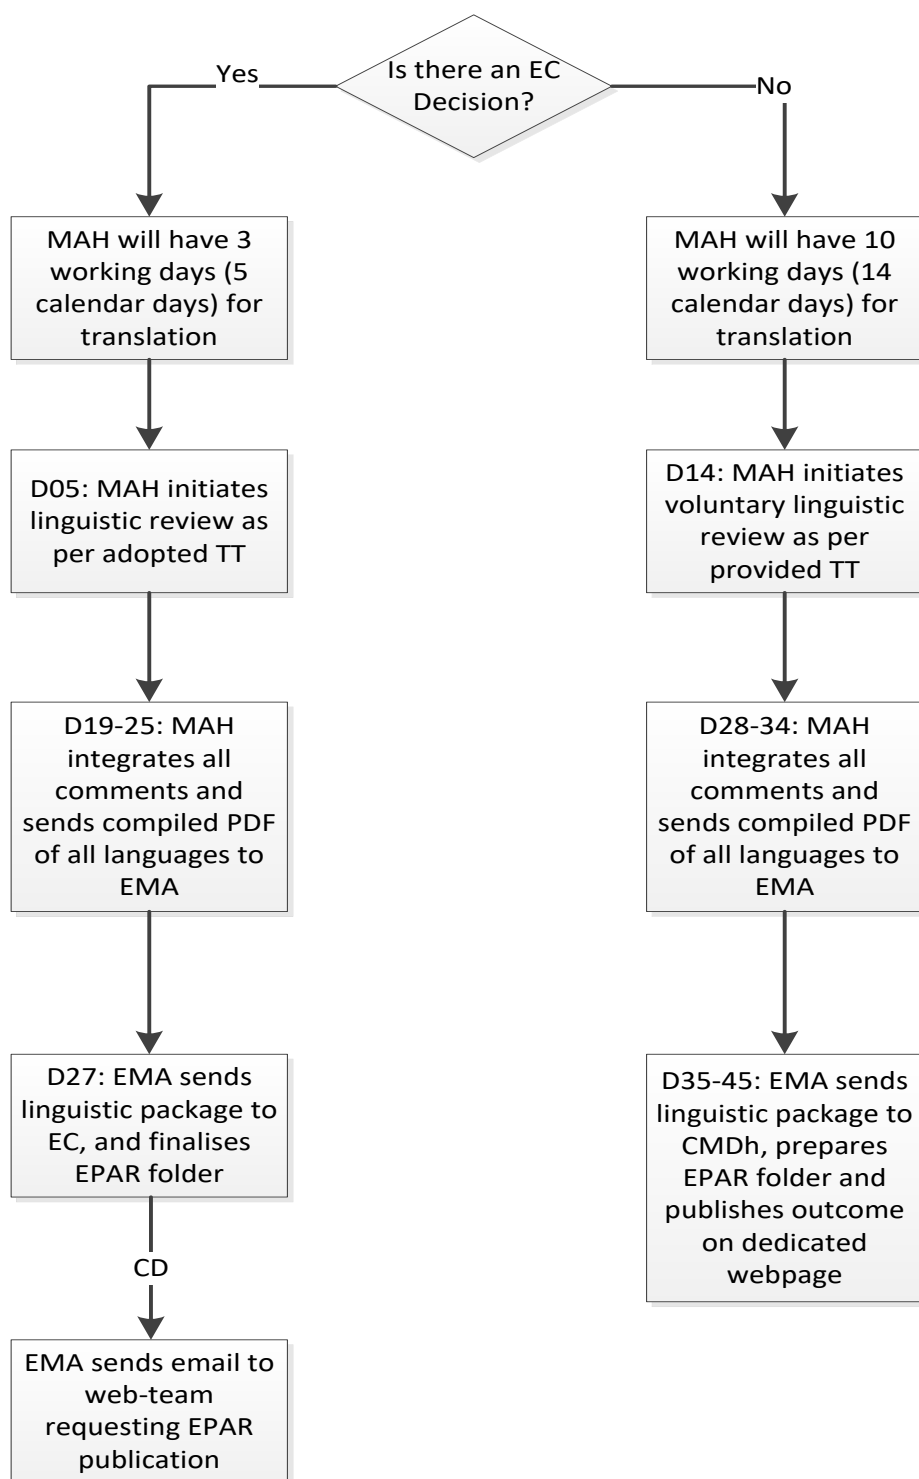 Is there an EC
Decision?
Yes
No
MAH will have 3
working days (5
calendar days) for
translation
MAH will have 10
working days (14
calendar days) for
translation
D05: MAH initiates
linguistic review as
per adopted TT
D14: MAH initiates
voluntary linguistic
review as per
provided TT
D19-25: MAH
integrates all
comments and
sends compiled PDF
of all languages to
EMA
D28-34: MAH
integrates all
comments and
sends compiled PDF
of all languages to
EMA
D27: EMA sends
linguistic package to
EC, and finalises
EPAR folder
D35-45: EMA sends
linguistic package to
CMDh, prepares
EPAR folder and
publishes outcome
on dedicated
webpage
CD
EMA sends email to
web-team
requesting EPAR
publication